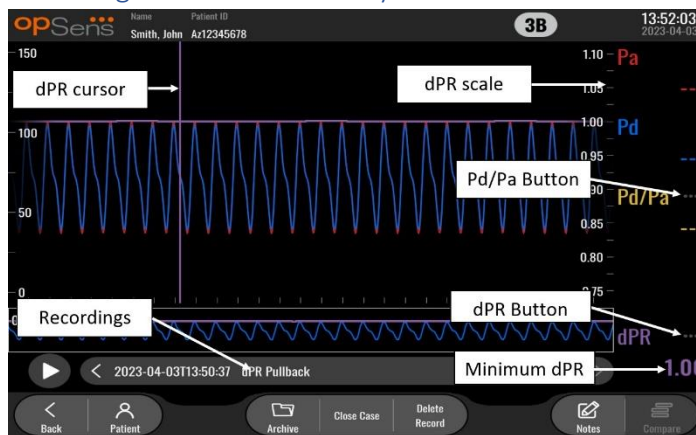 opSens
Name
Patient ID
Smith, John
Az12345678
3B
13:52:03
2023-04-03
150
1.10
Pa
dPR cursor
dPR scale
1.05
--
100
1.00
Pd
0.95
--
Pd/Pa Button
Pd/Pa
50
0.85
--
0.80
0
Recordings
dPR Button
dPR
---
2023-04-03T13:50:37 dPR Pullback
Minimum dPR
Back
Patient
Archive
Close Case
Delete
Record
Notes
Compare